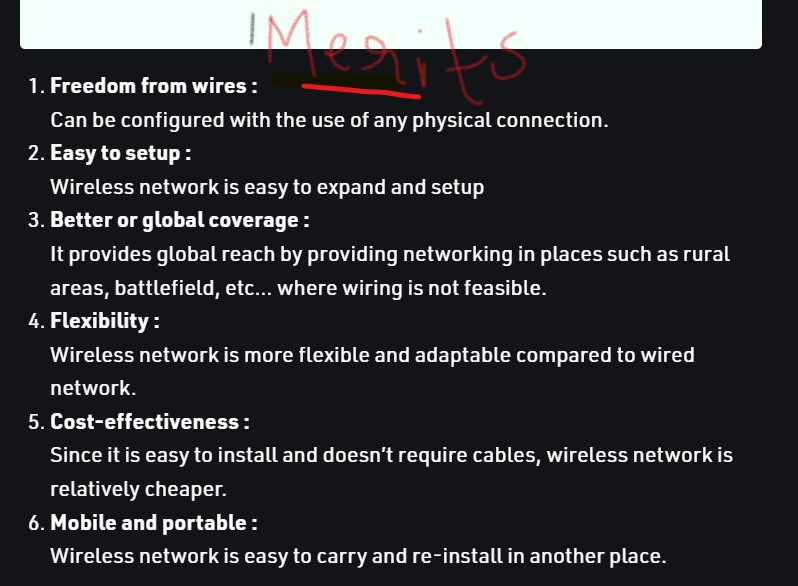 Merits
1. Freedom from wires :
Can be configured with the use of any physical connection.
2. Easy to setup :
Wireless network is easy to expand and setup
3. Better or global coverage :
It provides global reach by providing networking in places such as rural
areas, battlefield, etc... where wiring is not feasible.
4. Flexibility :
Wireless network is more flexible and adaptable compared to wired
network.
5. Cost-effectiveness :
Since it is easy to install and doesn't require cables, wireless network is
relatively cheaper.
6. Mobile and portable :
Wireless network is easy to carry and re-install in another place.